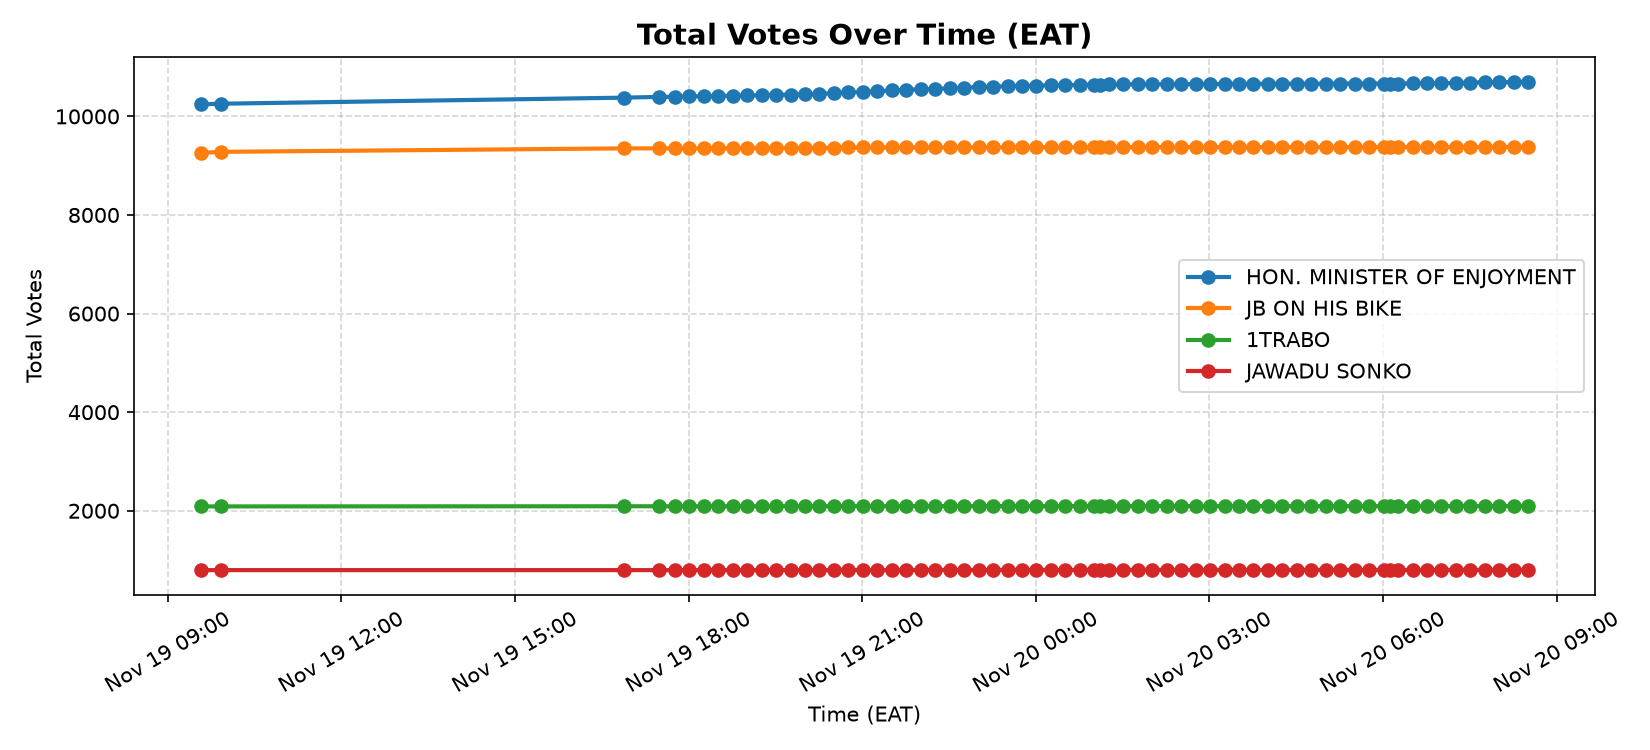 Total Votes Over Time (EAT)
Total Votes
10000
8000
6000
4000
2000
HON. MINISTER OF ENJOYMENT
JB ON HIS BIKE
1TRABO
JAWADU SONKO
Nov 19 09:00
Nov 19 12:00
Nov 19 15:00
Nov 19 18:00
Nov 19 21:00
Nov 20 00:00
Nov 20 03:00
Nov 20 06:00
Nov 20 09:00
Time (EAT)